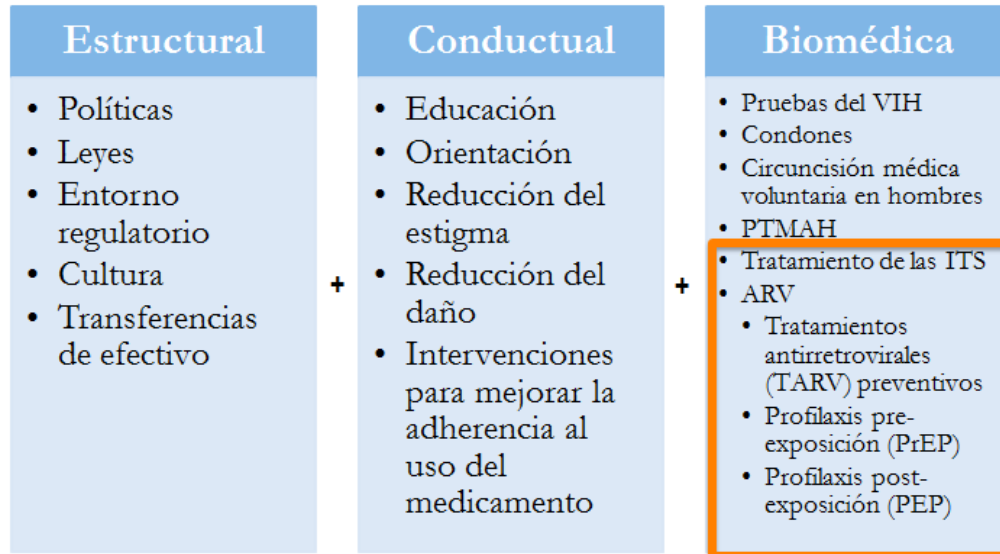 Estructural
• Políticas
• Leyes
• Entorno
regulatorio
• Cultura
• Transferencias
de efectivo
+
Conductual
• Educación
• Orientación
• Reducción del
estigma
• Reducción del
daño
• Intervenciones
para mejorar la
adherencia al
uso del
medicamento
+
Biomédica
• Pruebas del VIH
• Condones
• Circuncisión médica
voluntaria en hombres
• PTMAH
• Tratamiento de las ITS
• ARV
• Tratamientos
antirretrovirales
(TARV) preventivos
• Profilaxis pre-
exposición (PrEP)
• Profilaxis post-
exposición (PEP)